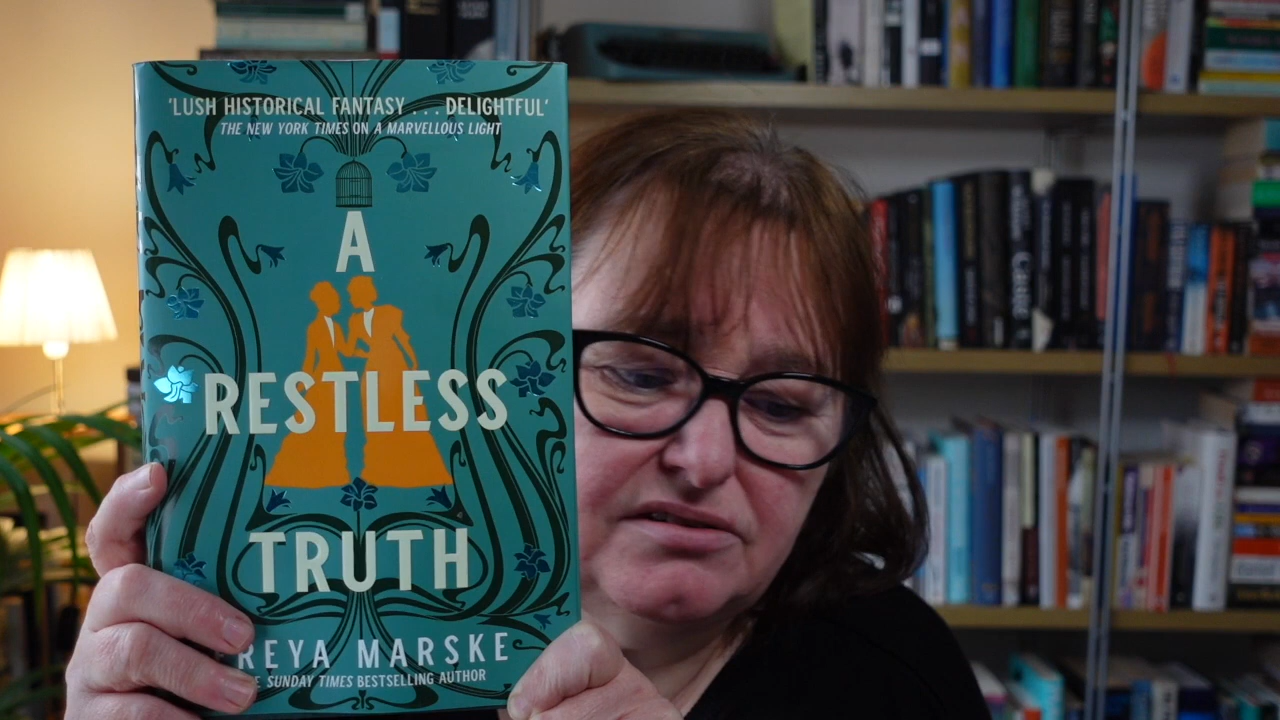 'LUSH HISTORICAL FANTASY ... DELIGHTFUL'
THE NEW YORK TIMES ON A MARVELLOUS LIGHT
A
RESTLESS
TRUTH
REYA MARSKE
SUNDAY TIMES BESTSELLING AUTHOR